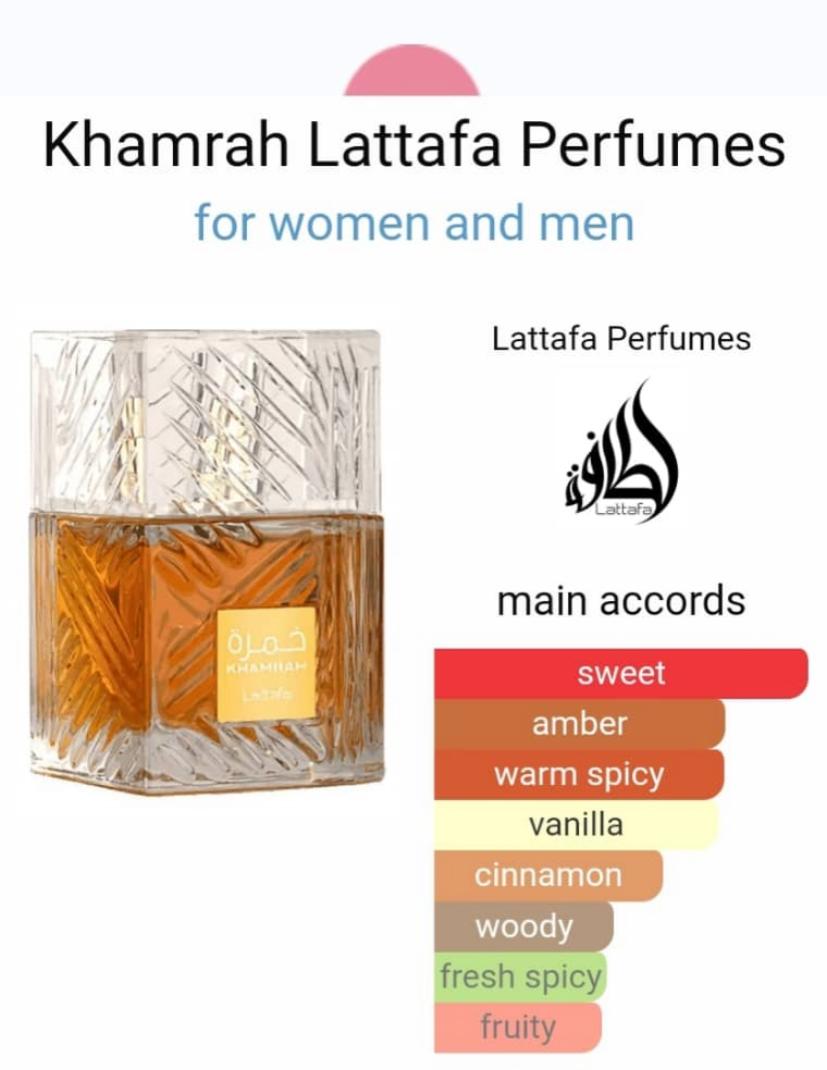 Khamrah Lattafa Perfumes
for women and men
Lattafa Perfumes
لطافة
Lattafa
main accords
sweet
amber
warm spicy
vanilla
cinnamon
woody
fresh spicy
fruity
خمرة
KHAMRAH
Lattafa